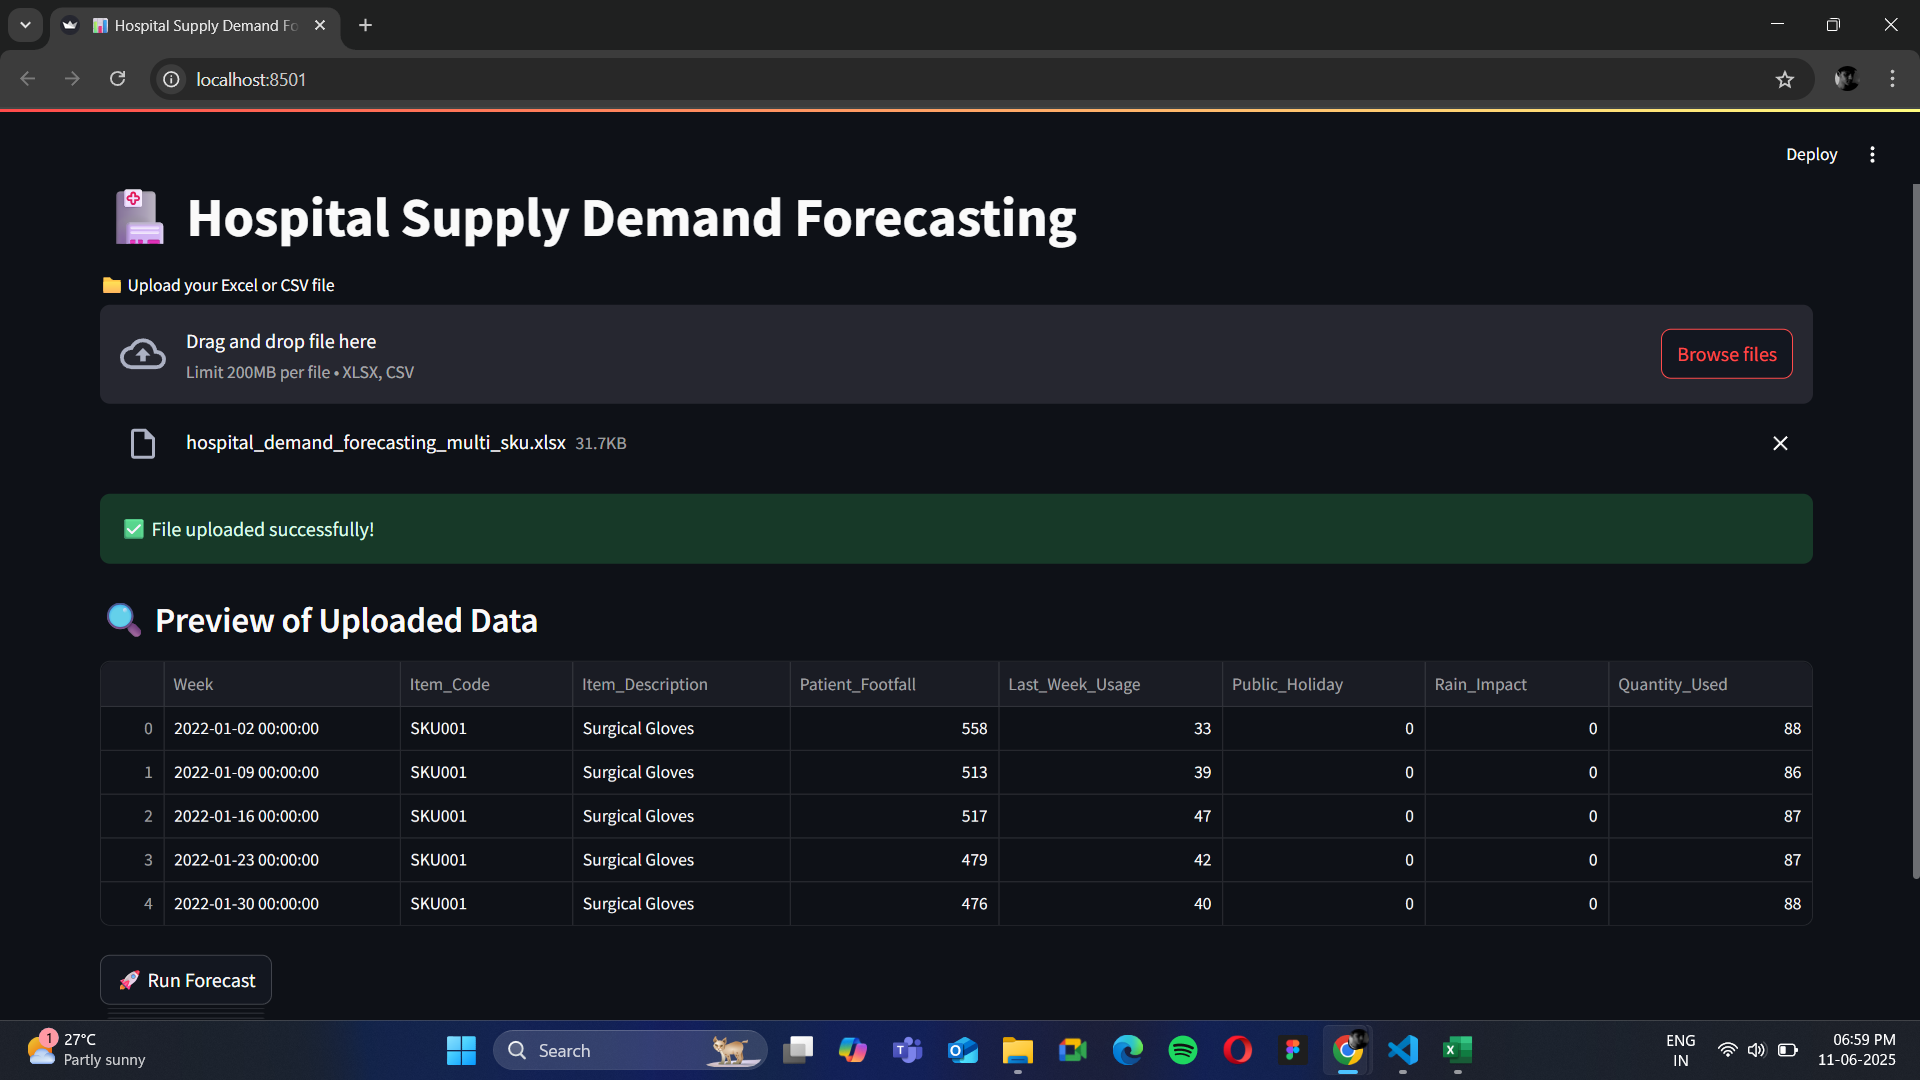 Hospital Supply Demand Fo
localhost:8501
Deploy
Hospital Supply Demand Forecasting
Upload your Excel or CSV file
Drag and drop file here
Limit 200MB per file • XLSX, CSV
Browse files
hospital_demand_forecasting_multi_sku.xlsx 31.7KB
File uploaded successfully!
Preview of Uploaded Data
Week Item_Code Item_Description Patient_Footfall Last_Week_Usage Public_Holiday Rain_Impact Quantity_Used
0 2022-01-02 00:00:00 SKU001 Surgical Gloves 558 33 0 0 88
1 2022-01-09 00:00:00 SKU001 Surgical Gloves 513 39 0 0 86
2 2022-01-16 00:00:00 SKU001 Surgical Gloves 517 47 0 0 87
3 2022-01-23 00:00:00 SKU001 Surgical Gloves 479 42 0 0 87
4 2022-01-30 00:00:00 SKU001 Surgical Gloves 476 40 0 0 88
Run Forecast
1
27°C
Partly sunny
Search
ENG
IN
06:59 PM
11-06-2025